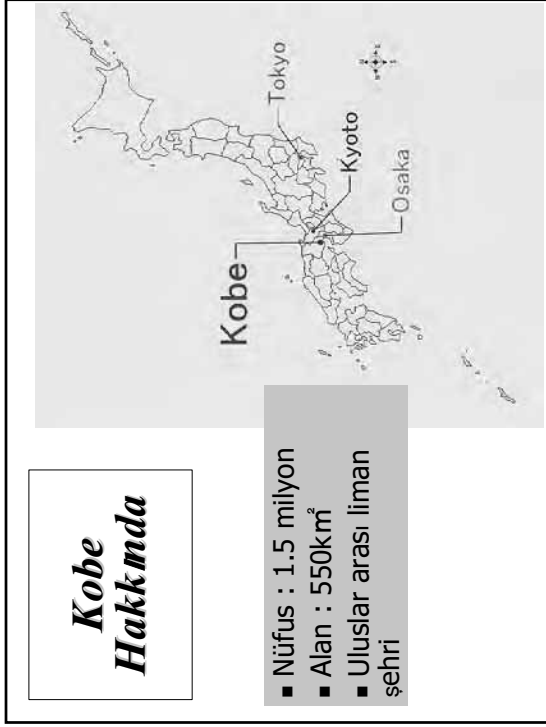 Kobe
Hakkında
▪ Nüfus : 1.5 milyon
▪ Alan : 550km²
▪ Uluslar arası liman
şehri
Kobe
Tokyo
Kyoto
Osaka